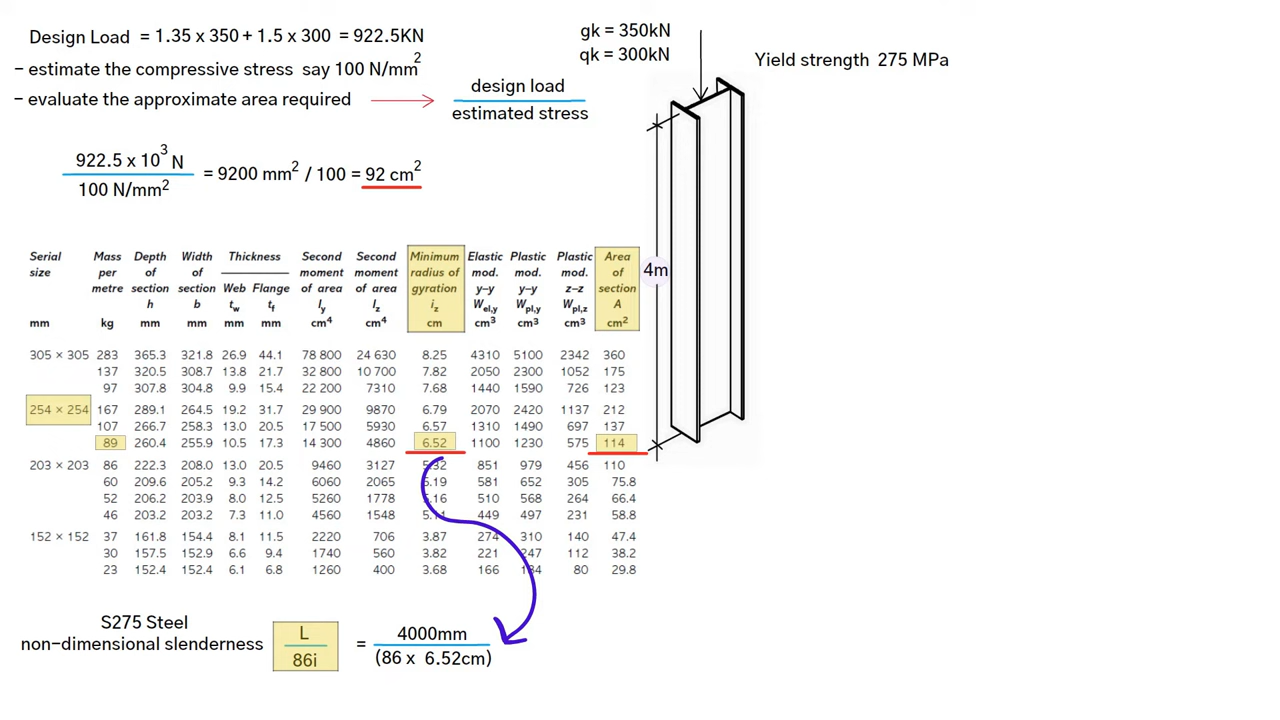 Design Load = 1.35 x 350 + 1.5 x 300 = 922.5KN
- estimate the compressive stress say 100 N/mm²
- evaluate the approximate area required
design load
estimated stress
gk = 350kN
qk = 300kN
Yield strength 275 MPa
922.5 x 10³ N
100 N/mm²
= 9200 mm² / 100 = 92 cm²
4m
Serial size mm
Mass per metre kg
Depth of section h mm
Width of section b mm
Thickness
Web tw mm
Flange tf mm
Second moment of area Iy cm⁴
Second moment of area Iz cm⁴
Minimum radius of gyration iz cm
Elastic mod. y–y Wel,y cm³
Plastic mod. y–y Wpl,y cm³
Plastic mod. z–z Wpl,z cm³
Area of section A cm²
305 × 305 283 365.3 321.8 26.9 44.1 78 800 24 630 8.25 4310 5100 2342 360
137 320.5 308.7 13.8 21.7 32 800 10 700 7.82 2050 2300 1052 175
97 307.8 304.8 9.9 15.4 22 200 7310 7.68 1440 1590 726 123
254 × 254 167 289.1 264.5 19.2 31.7 29 900 9870 6.79 2070 2420 1137 212
107 266.7 258.3 13.0 20.5 17 500 5930 6.57 1310 1490 697 137
89 260.4 255.9 10.5 17.3 14 300 4860 6.52 1100 1230 575 114
203 × 203 86 222.3 208.0 13.0 20.5 9460 3127 5.32 851 979 456 110
60 209.6 205.2 9.3 14.2 6060 2065 5.19 581 652 305 75.8
52 206.2 203.9 8.0 12.5 5260 1778 5.16 510 568 264 66.4
46 203.2 203.2 7.3 11.0 4560 1548 5.11 449 497 231 58.8
152 × 152 37 161.8 154.4 8.1 11.5 2220 706 3.87 274 310 140 47.4
30 157.5 152.9 6.6 9.4 1740 560 3.82 221 247 112 38.2
23 152.4 152.4 6.1 6.8 1260 400 3.68 166 184 80 29.8
S275 Steel
non-dimensional slenderness
L
86i
=
4000mm
(86 x 6.52cm)